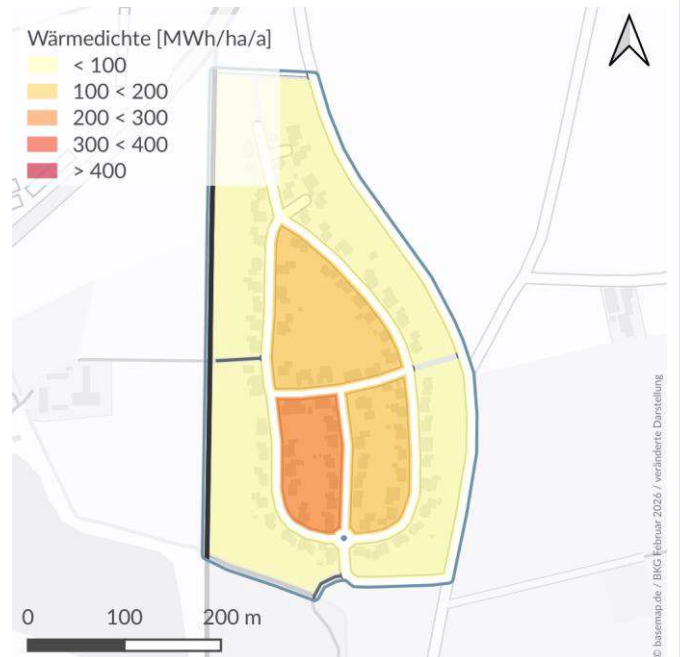 Wärmedichte [MWh/ha/a]
< 100
100 < 200
200 < 300
300 < 400
> 400
0 100 200 m
© basemap.de / BKG Februar 2026 / veränderte Darstellung